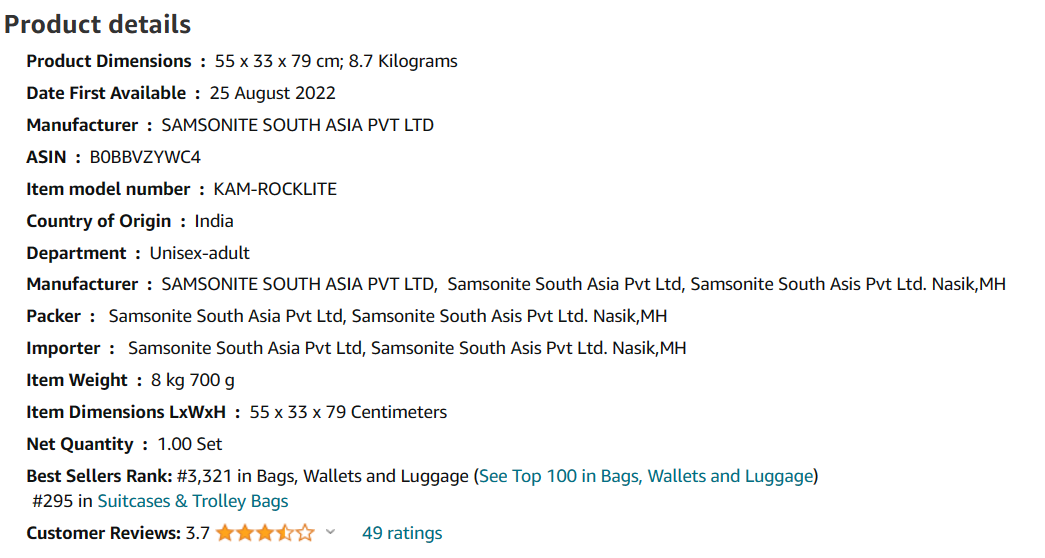 Product details
Product Dimensions : 55 x 33 x 79 cm; 8.7 Kilograms
Date First Available : 25 August 2022
Manufacturer : SAMSONITE SOUTH ASIA PVT LTD
ASIN : B0BBVZYWC4
Item model number : KAM-ROCKLITE
Country of Origin : India
Department : Unisex-adult
Manufacturer : SAMSONITE SOUTH ASIA PVT LTD, Samsonite South Asia Pvt Ltd, Samsonite South Asis Pvt Ltd. Nasik,MH
Packer : Samsonite South Asia Pvt Ltd, Samsonite South Asis Pvt Ltd. Nasik,MH
Importer : Samsonite South Asia Pvt Ltd, Samsonite South Asis Pvt Ltd. Nasik,MH
Item Weight : 8 kg 700 g
Item Dimensions LxWxH : 55 x 33 x 79 Centimeters
Net Quantity : 1.00 Set
Best Sellers Rank: #3,321 in Bags, Wallets and Luggage (See Top 100 in Bags, Wallets and Luggage)
#295 in Suitcases & Trolley Bags
Customer Reviews: 3.7 49 ratings